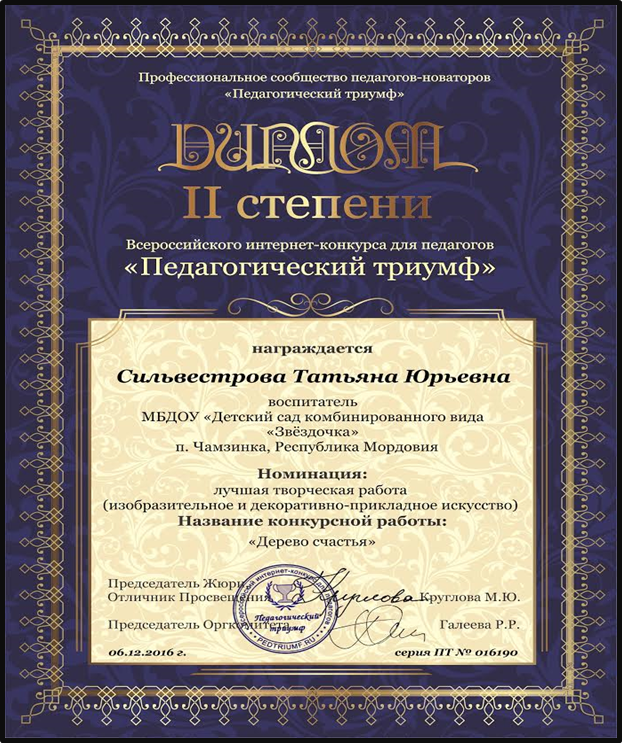 Профессиональное сообщество педагогов-новаторов
«Педагогический триумф»
ДИПЛОМ
II степени
Всероссийского интернет-конкурса для педагогов
«Педагогический триумф»
награждается
Сильвестрова Татьяна Юрьевна
воспитатель
МБДОУ «Детский сад комбинированного вида
«Звёздочка»
п. Чамзинка, Республика Мордовия
Номинация:
лучшая творческая работа
(изобразительное и декоративно-прикладное искусство)
Название конкурсной работы:
«Дерево счастья»
Председатель Жюри
Отличник Просвещения Круглова М.Ю.
Председатель Оргкомитета Галеева Р.Р.
Педагогический
триумф
PEDTRIUMF.RU
06.12.2016 г. серия ПТ № 016190